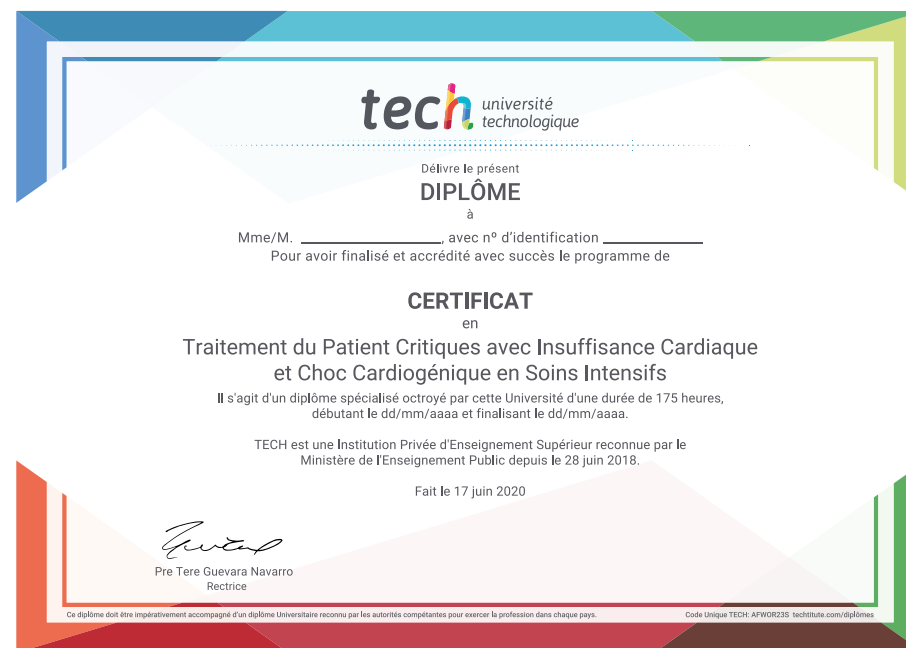 tech université
technologique
Délivre le présent
DIPLÔME
à
Mme/M. ____________________, avec nº d'identification ______________
Pour avoir finalisé et accrédité avec succès le programme de
CERTIFICAT
en
Traitement du Patient Critiques avec Insuffisance Cardiaque
et Choc Cardiogénique en Soins Intensifs
Il s'agit d'un diplôme spécialisé octroyé par cette Université d'une durée de 175 heures,
débutant le dd/mm/aaaa et finalisant le dd/mm/aaaa.
TECH est une Institution Privée d'Enseignement Supérieur reconnue par le
Ministère de l'Enseignement Public depuis le 28 juin 2018.
Fait le 17 juin 2020
Pre Tere Guevara Navarro
Rectrice
Ce diplôme doit être impérativement accompagné d'un diplôme Universitaire reconnu par les autorités compétantes pour exercer la profession dans chaque pays. Code Unique TECH: AFWOR23S techtitute.com/diplômes